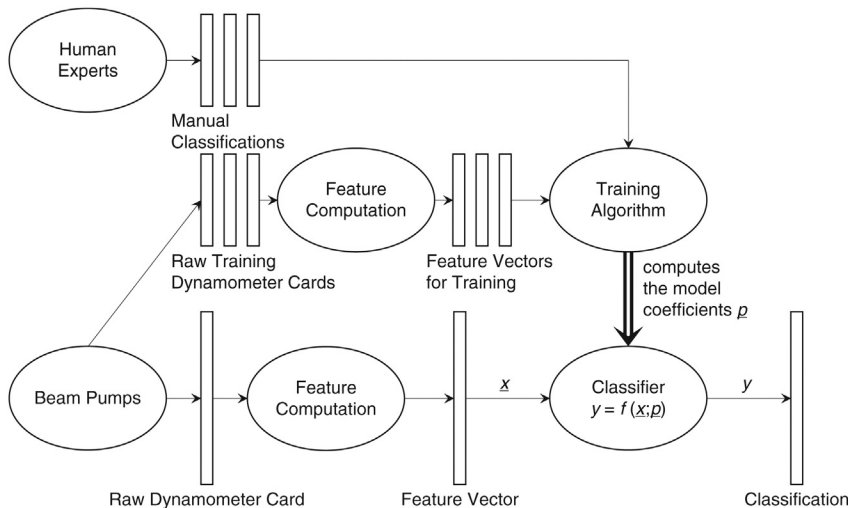 Human
Experts
Manual
Classifications
Feature
Computation
Training
Algorithm
Raw Training
Dynamometer Cards
Feature Vectors
for Training
computes
the model
coefficients p
Beam Pumps
Feature
Computation
x
Classifier
y = f (x;p)
y
Raw Dynamometer Card
Feature Vector
Classification